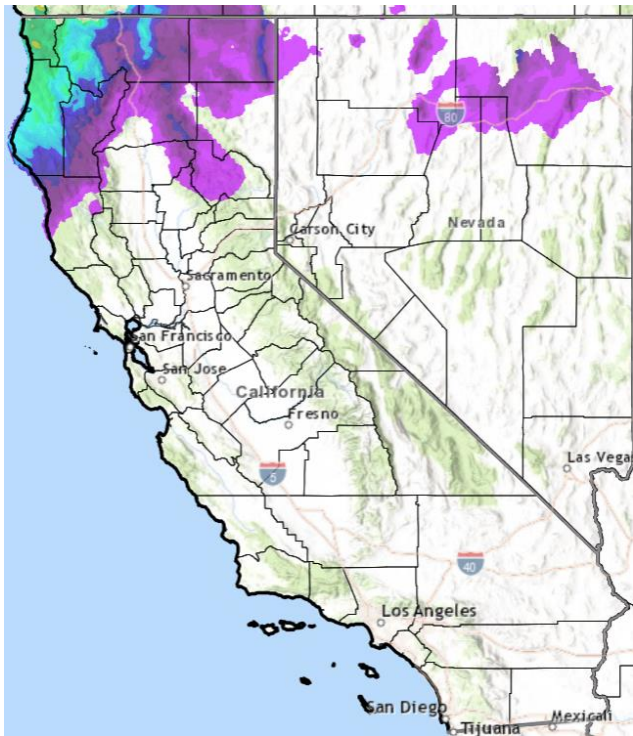 80
Nevada
Carson City
Sacramento
San Francisco
San Jose
California
Fresno
Las Vegas
5
40
Los Angeles
San Diego
Mexicali
Tijuana